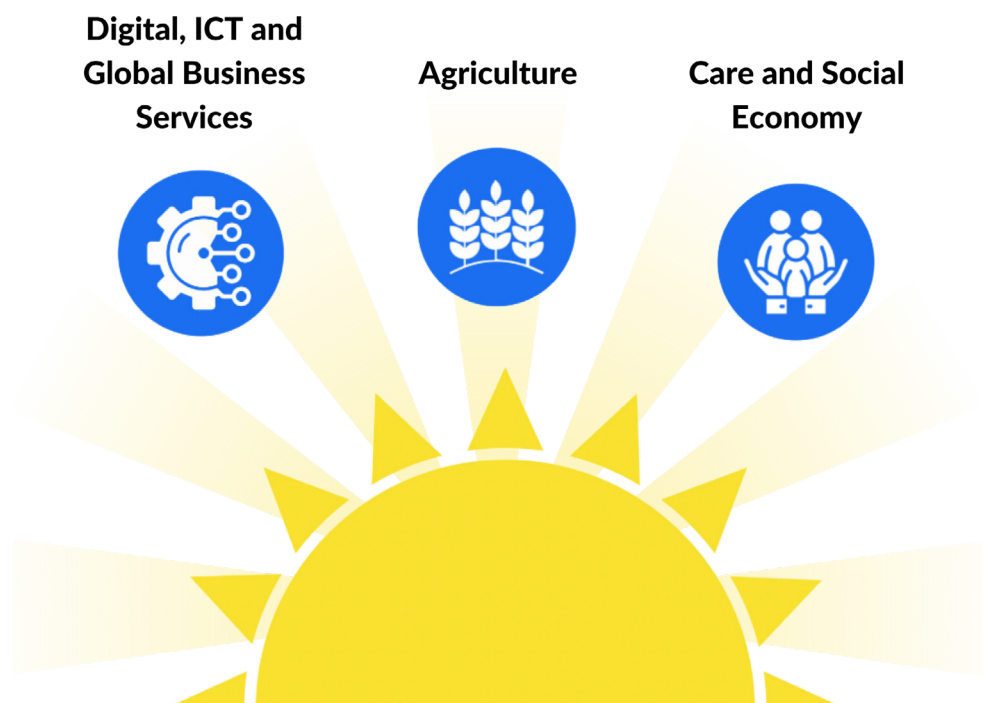 Digital, ICT and
Global Business
Services
Agriculture
Care and Social
Economy